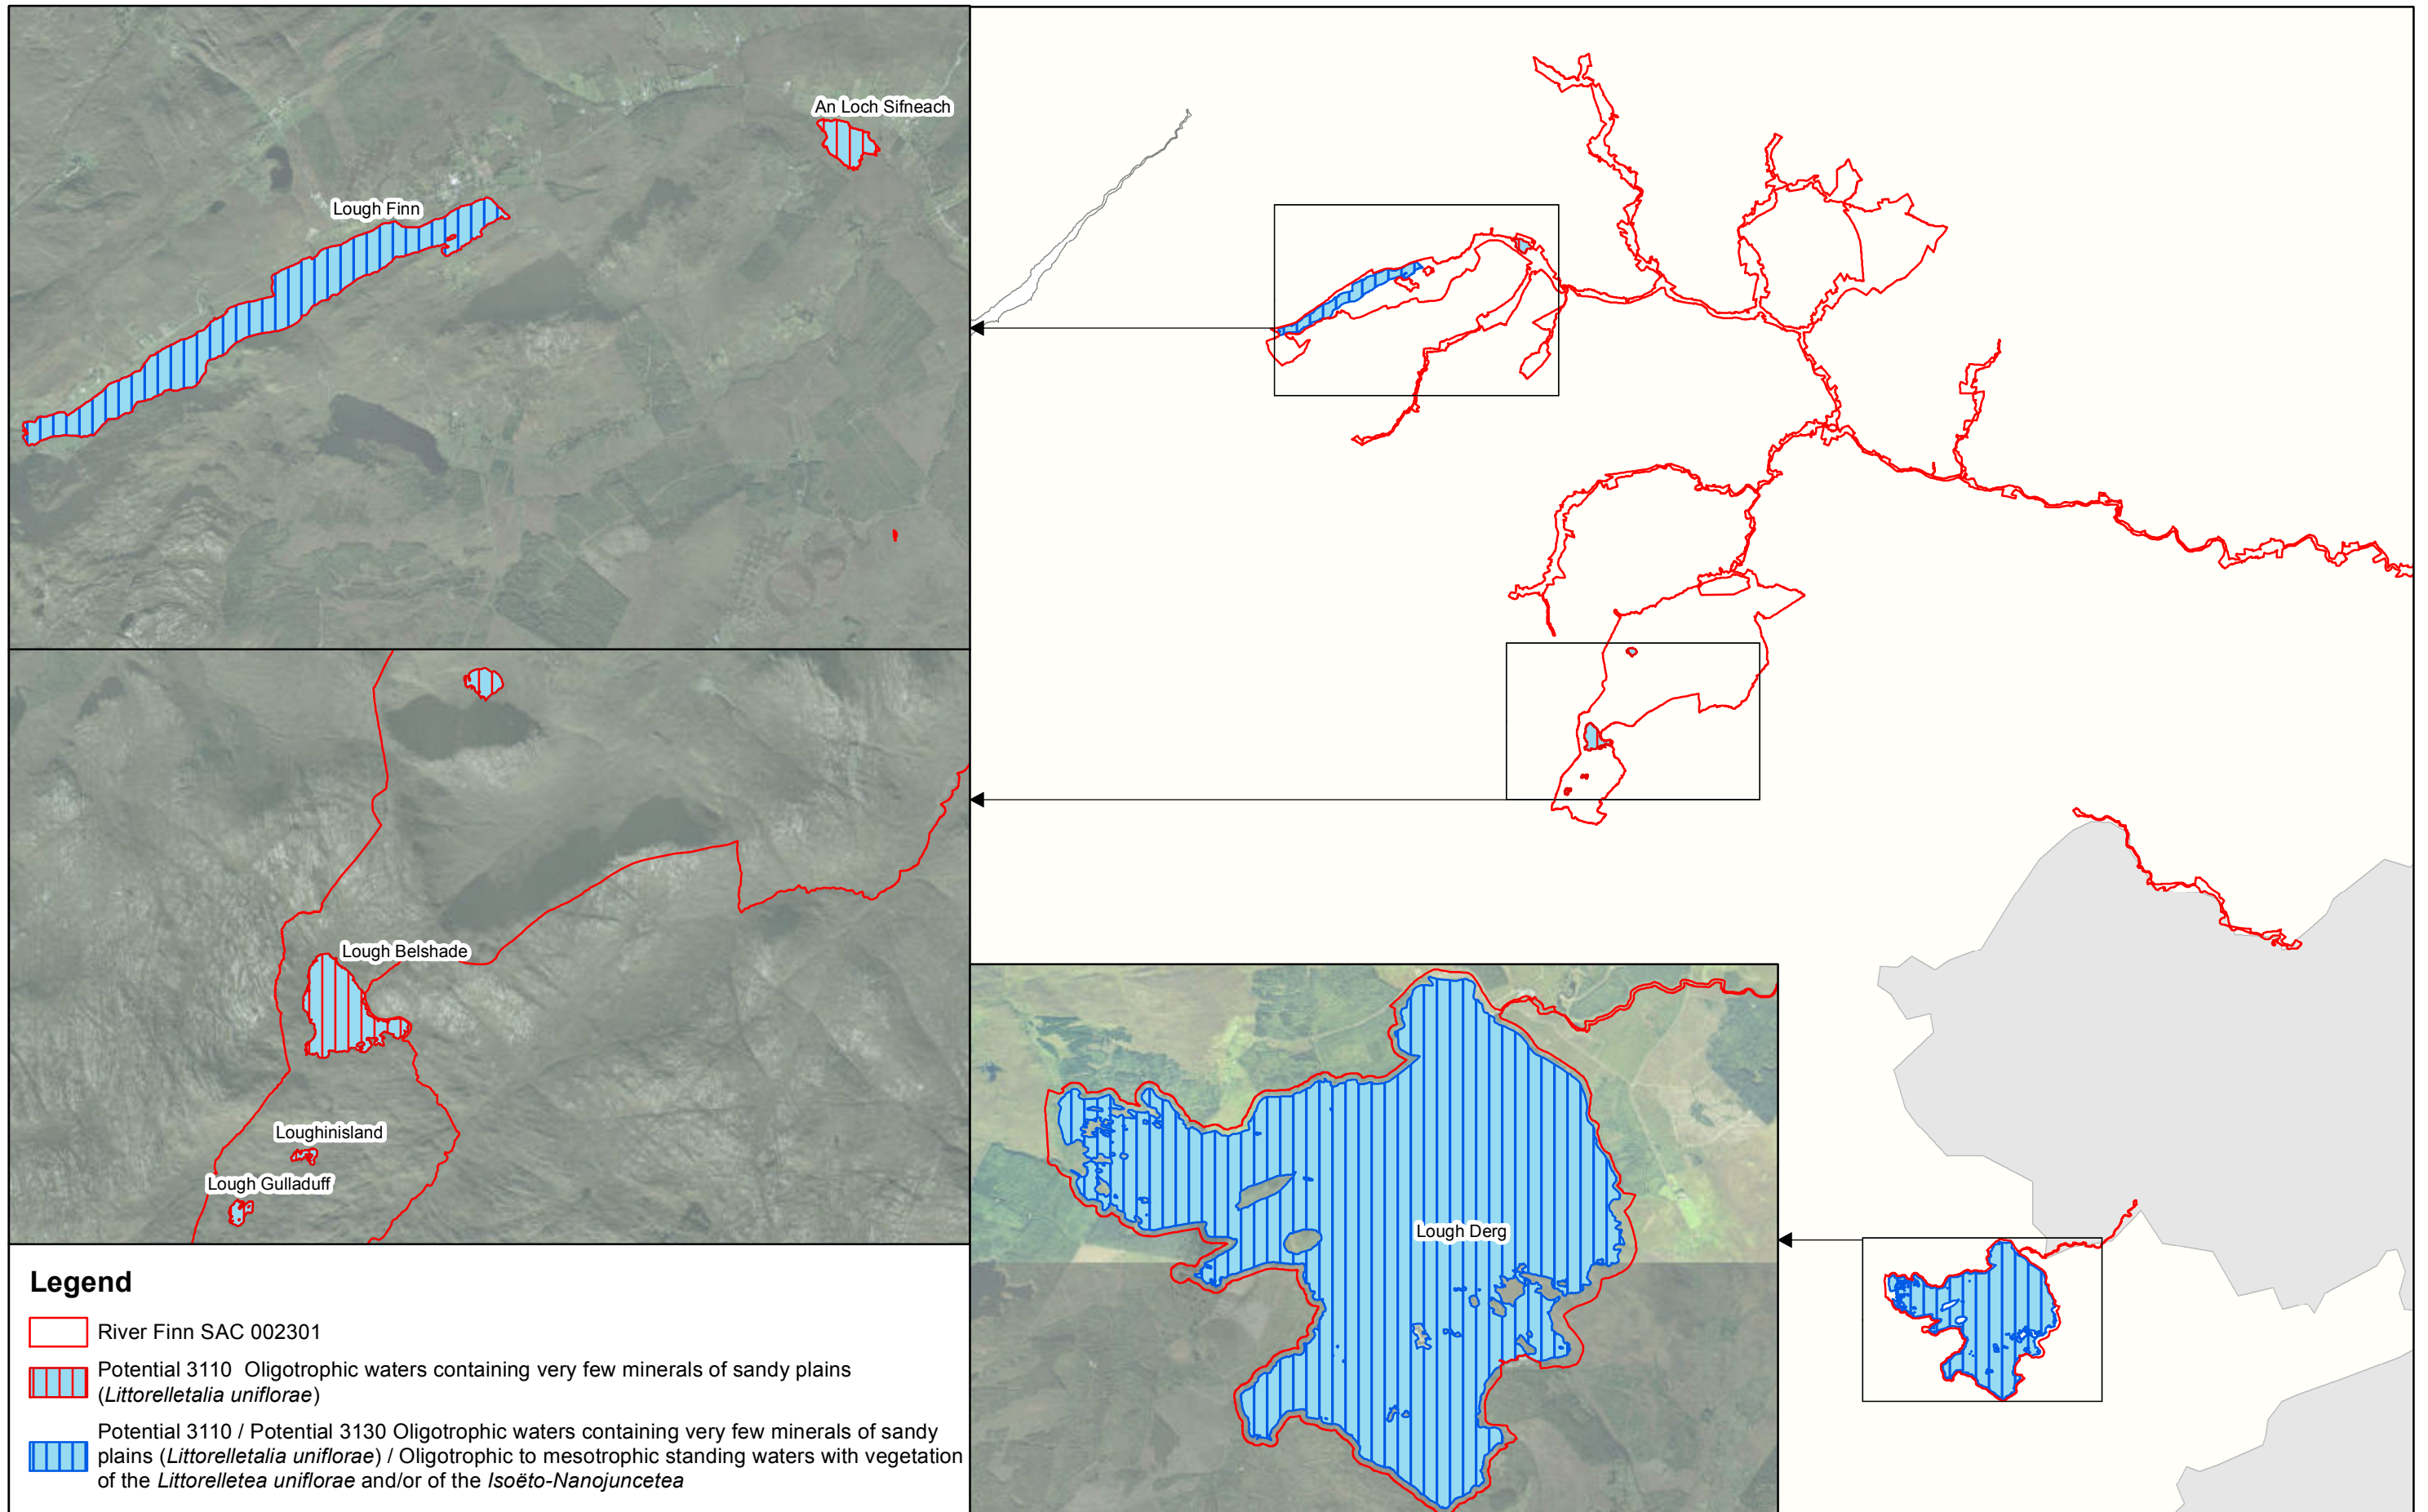 An Loch Sifneach
Lough Finn
Lough Belshade
Loughinisland
Lough Gulladuff
Lough Derg
Legend
River Finn SAC 002301
Potential 3110 Oligotrophic waters containing very few minerals of sandy plains
(Littorelletalia uniflorae)
Potential 3110 / Potential 3130 Oligotrophic waters containing very few minerals of sandy
plains (Littorelletalia uniflorae) / Oligotrophic to mesotrophic standing waters with vegetation
of the Littorelletea uniflorae and/or of the Isoëto-Nanojuncetea